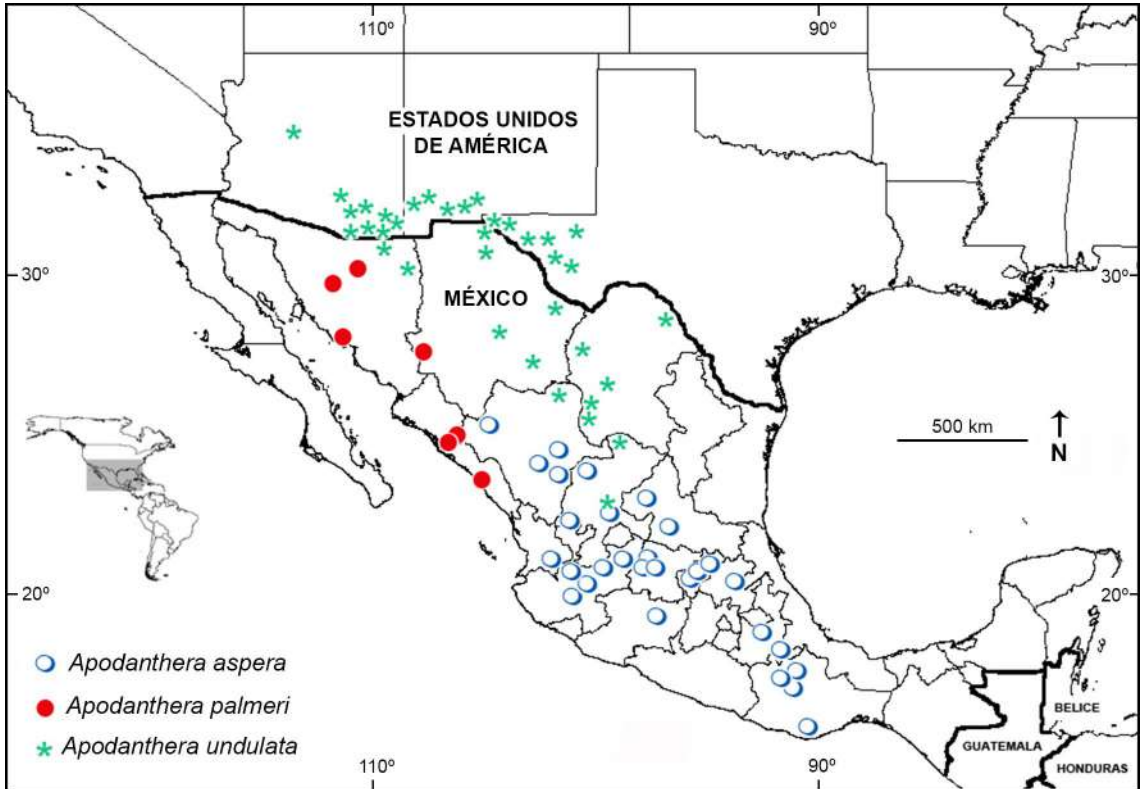 110º 90º
ESTADOS UNIDOS
DE AMÉRICA
30º 30º
MÉXICO
500 km
N
20º 20º
Apodanthera aspera
Apodanthera palmeri
Apodanthera undulata
BELICE
GUATEMALA
HONDURAS
110º 90º